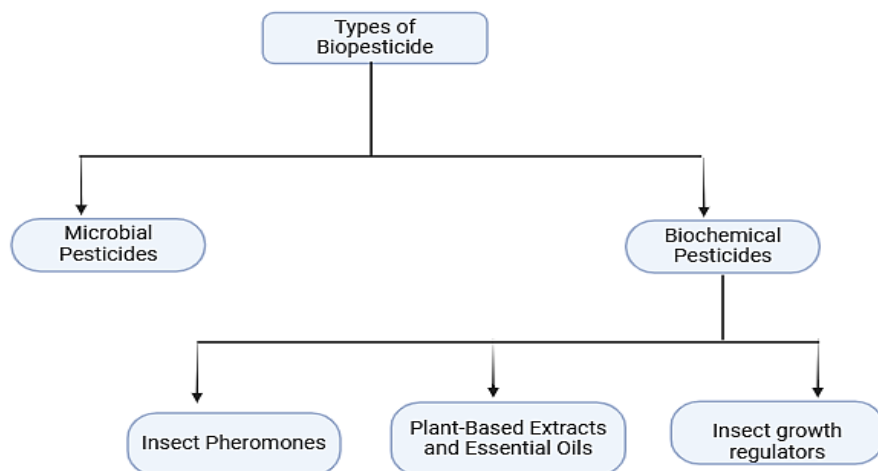 Types of
Biopesticide
Microbial
Pesticides
Biochemical
Pesticides
Insect Pheromones
Plant-Based Extracts
and Essential Oils
Insect growth
regulators